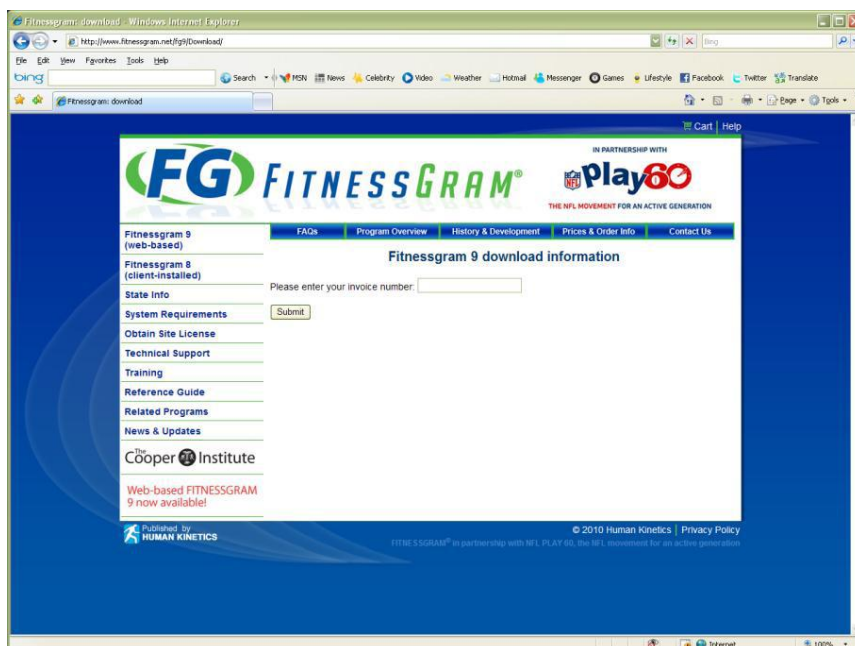 Fitnessgram: download - Windows Internet Explorer
http://www.fitnessgram.net/fg9/Download/
Bing
File Edit View Favorites Tools Help
bing Search MSN News Celebrity Video Weather Hotmail Messenger Games Lifestyle Facebook Twitter Translate
Fitnessgram: download Page Tools
Cart | Help
IN PARTNERSHIP WITH
FG FITNESSGRAM® NFL Play60
THE NFL MOVEMENT FOR AN ACTIVE GENERATION
FAQs Program Overview History & Development Prices & Order Info Contact Us
Fitnessgram 9
(web-based)
Fitnessgram 8
(client-installed)
State Info
System Requirements
Obtain Site License
Technical Support
Training
Reference Guide
Related Programs
News & Updates
The
Cooper Institute
Web-based FITNESSGRAM
9 now available!
Fitnessgram 9 download information
Please enter your invoice number:
Submit
Published by
HUMAN KINETICS
© 2010 Human Kinetics | Privacy Policy
FITNESSGRAM® in partnership with NFL PLAY 60, the NFL movement for an active generation
Internet 100%